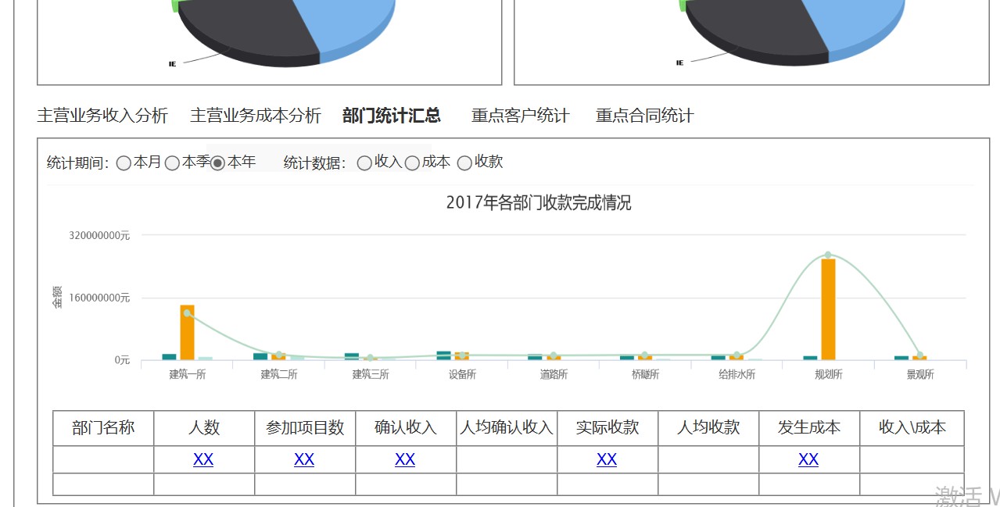 IE
IE
主营业务收入分析 主营业务成本分析 部门统计汇总 重点客户统计 重点合同统计
统计期间: 本月 本季 本年 统计数据: 收入 成本 收款
2017年各部门收款完成情况
320000000元
金额
160000000元
0元
建筑一所 建筑二所 建筑三所 设备所 道路所 桥隧所 给排水所 规划所 景观所
部门名称 人数 参加项目数 确认收入 人均确认收入 实际收款 人均收款 发生成本 收入\成本
XX XX XX XX XX
激活